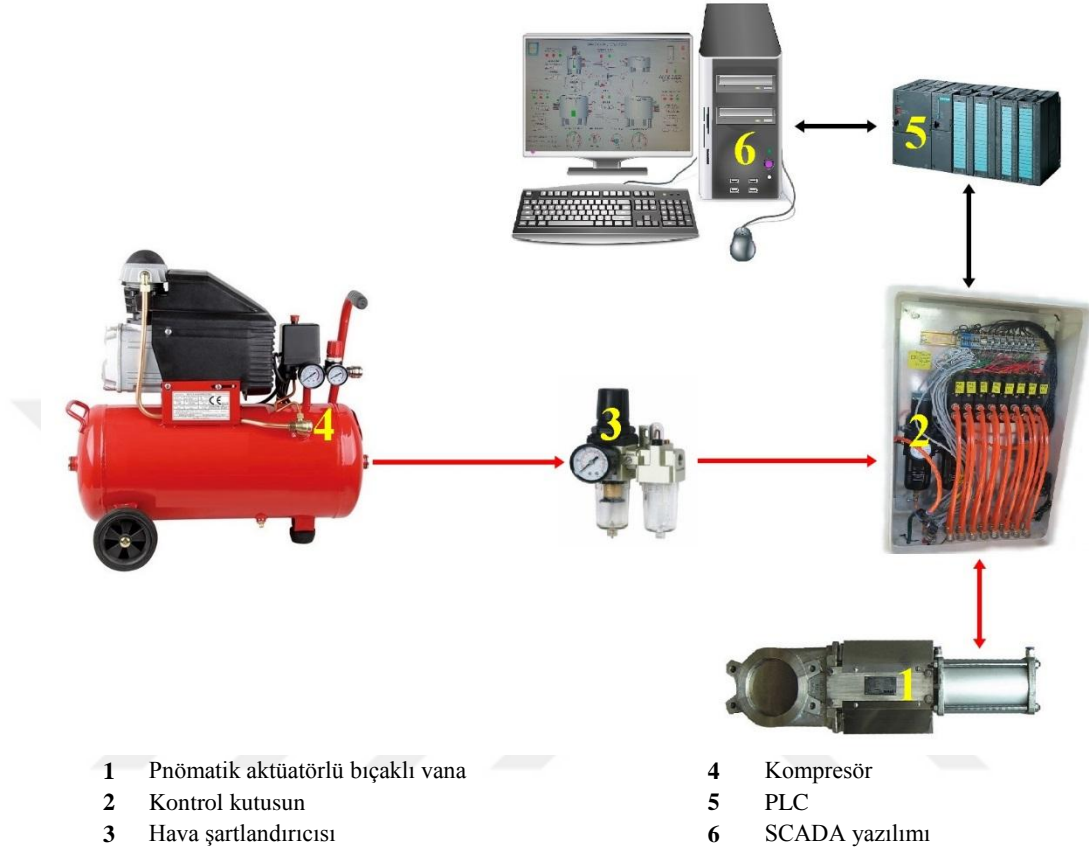 6
5
4
3
2
1
CE
1 Pnömatik aktüatörlü bıçaklı vana
2 Kontrol kutusun
3 Hava şartlandırıcısı
4 Kompresör
5 PLC
6 SCADA yazılımı